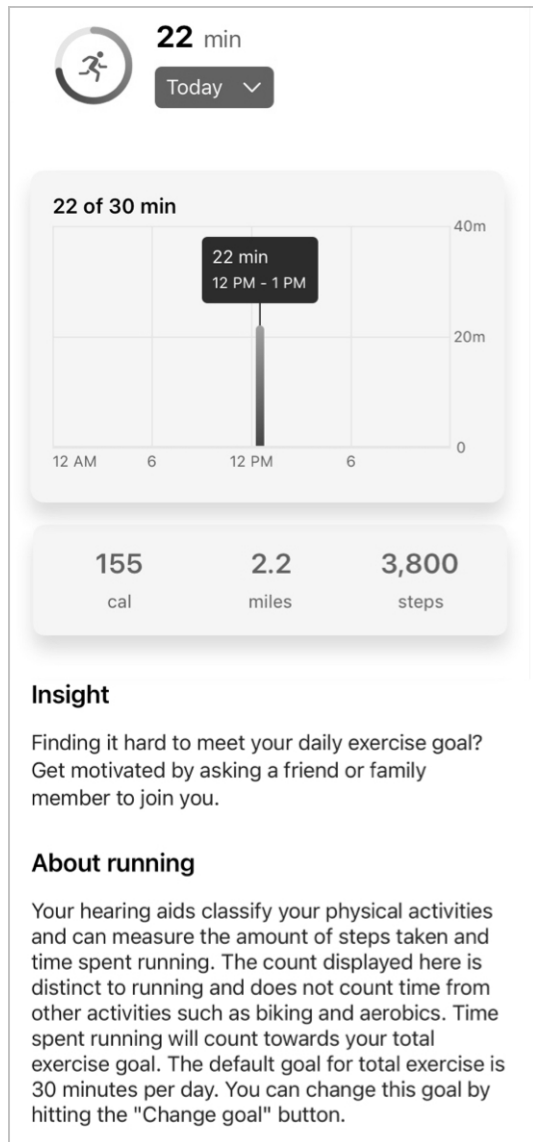 22 min
Today
22 of 30 min
40m
22 min
12 PM - 1 PM
20m
0
12 AM 6 12 PM 6
155 2.2 3,800
cal miles steps
Insight
Finding it hard to meet your daily exercise goal?
Get motivated by asking a friend or family
member to join you.
About running
Your hearing aids classify your physical activities
and can measure the amount of steps taken and
time spent running. The count displayed here is
distinct to running and does not count time from
other activities such as biking and aerobics. Time
spent running will count towards your total
exercise goal. The default goal for total exercise is
30 minutes per day. You can change this goal by
hitting the "Change goal" button.